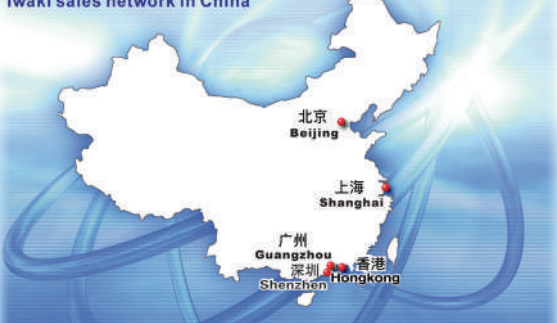 Iwaki sales network in China
北京
Beijing
上海
Shanghai
广州
Guangzhou
深圳
Shenzhen
香港
Hongkong